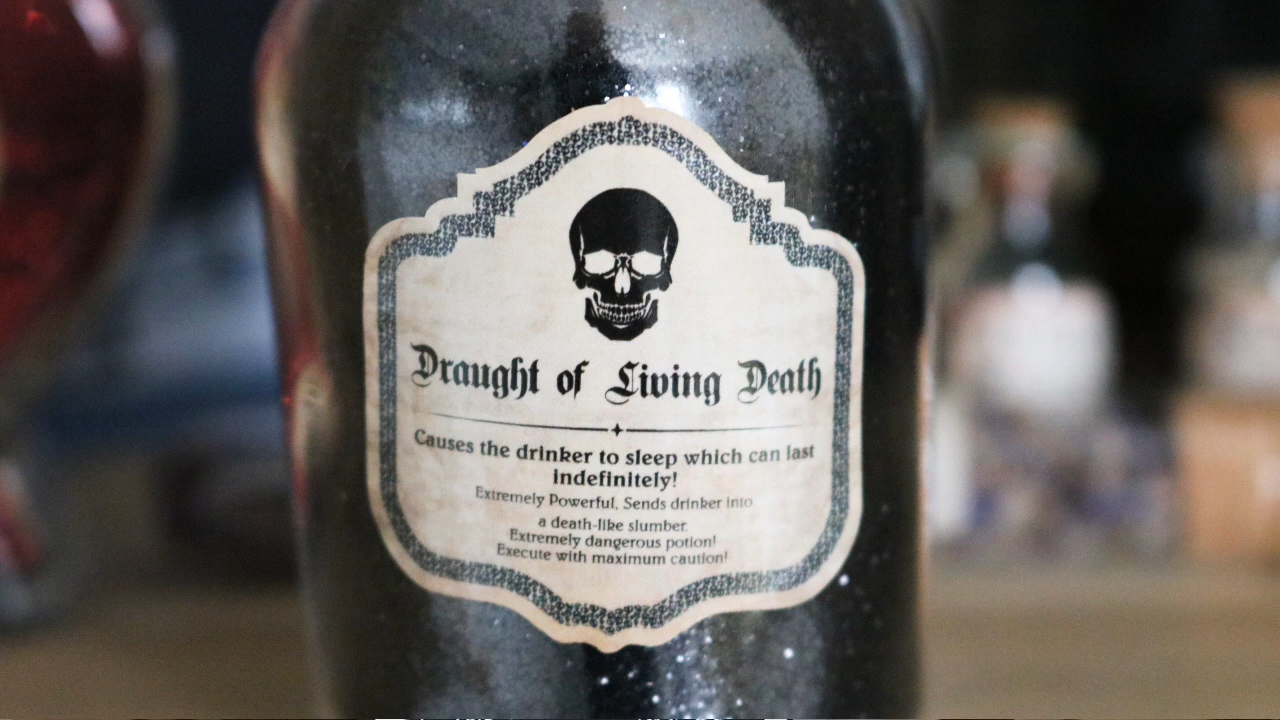 Draught of Living Death
Causes the drinker to sleep which can last
indefinitely!
Extremely Powerful, Sends drinker into
a death-like slumber.
Extremely dangerous potion!
Execute with maximum caution!